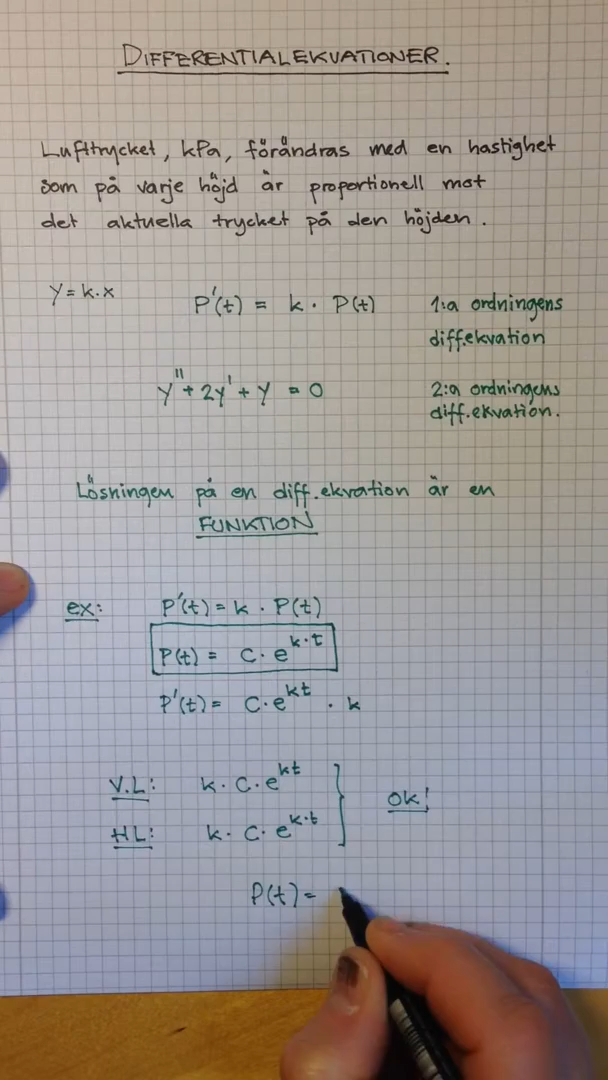 DIFFERENTIALEKVATIONER.
Lufttrycket, kPa, förändras med en hastighet
som på varje höjd är proportionell mot
det aktuella trycket på den höjden.
y = k·x P'(t) = k · P(t) 1:a ordningens
diffekvation
y'' + 2y' + y = 0 2:a ordningens
diff.ekvation.
Lösningen på en diff.ekvation är en
FUNKTION
ex: P'(t) = k · P(t)
P(t) = C · e^{k·t}
P'(t) = C·e^{kt} · k
V.L: k · C · e^{kt}
OK!
HL: k · C · e^{k·t}
P(t) =